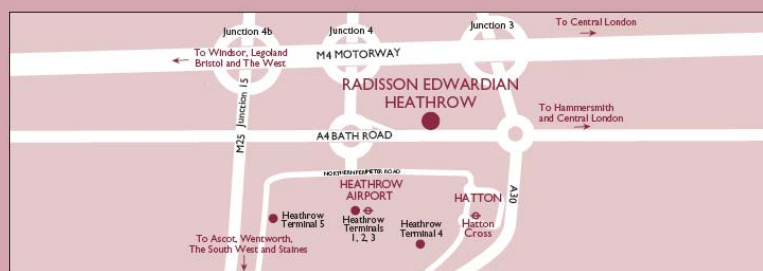 Junction 4b
Junction 4
Junction 3
To Central London
To Windsor, Legoland
Bristol and The West
M4 MOTORWAY
M25 Junction 15
RADISSON EDWARDIAN
HEATHROW
To Hammersmith
and Central London
A4 BATH ROAD
NORTHERN PERIMETER ROAD
HEATHROW
AIRPORT
HATTON
A30
Heathrow
Terminal 5
Heathrow
Terminals
1, 2, 3
Heathrow
Terminal 4
Hatton
Cross
To Ascot, Wentworth,
The South West and Staines